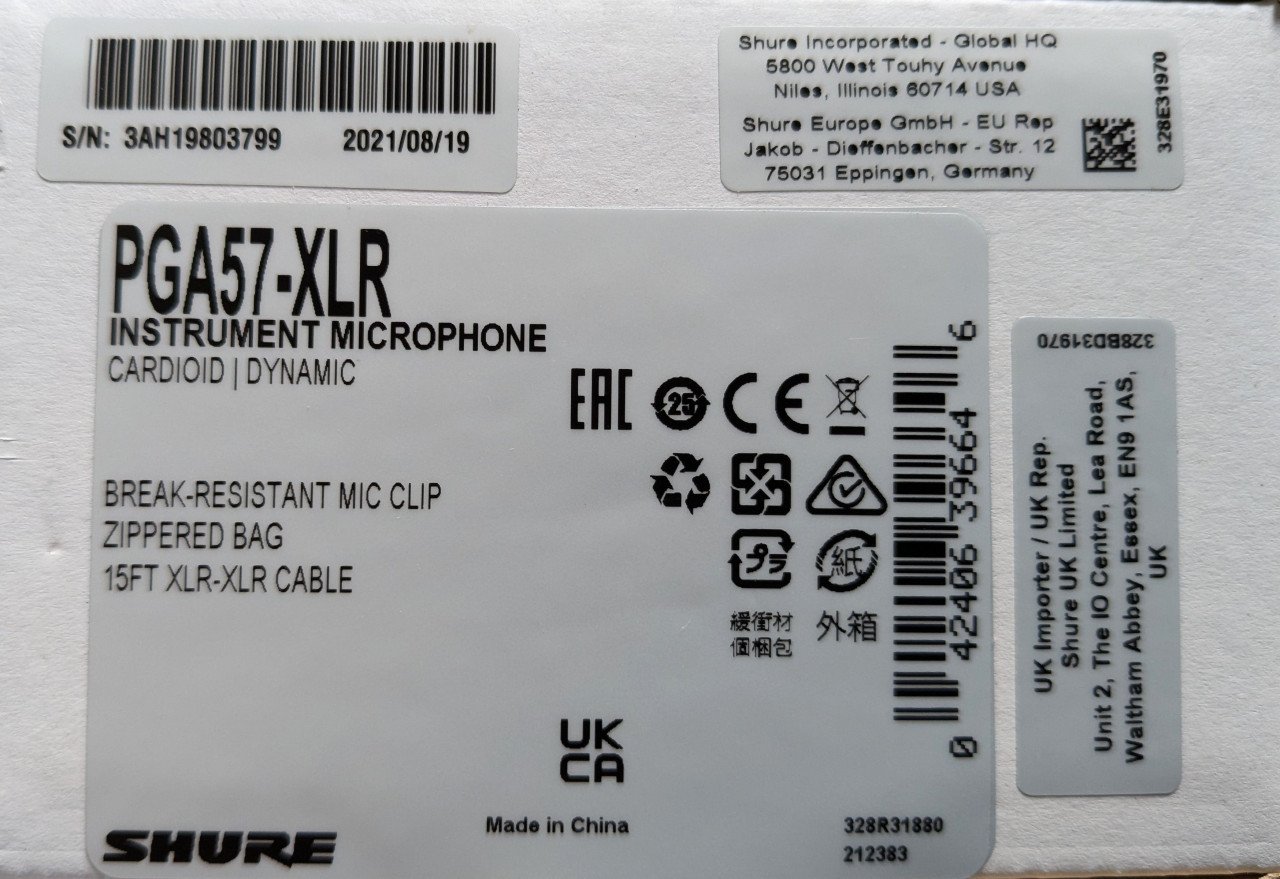 S/N: 3AH19803799 2021/08/19
Shure Incorporated - Global HQ
5800 West Touhy Avenue
Niles, Illinois 60714 USA
Shure Europe GmbH - EU Rep
Jakob - Dieffenbacher - Str. 12
75031 Eppingen, Germany
328E31970
PGA57-XLR
INSTRUMENT MICROPHONE
CARDIOID | DYNAMIC
BREAK-RESISTANT MIC CLIP
ZIPPERED BAG
15FT XLR-XLR CABLE
EAC 25 CE
プラ 紙
緩衝材 外箱
個梱包
0 42406 39664 6
UK
CA
SHURE
Made in China
328R31880
212383
328BD31970
UK Importer / UK Rep.
Shure UK Limited
Unit 2, The IO Centre, Lea Road,
Waltham Abbey, Essex, EN9 1AS,
UK